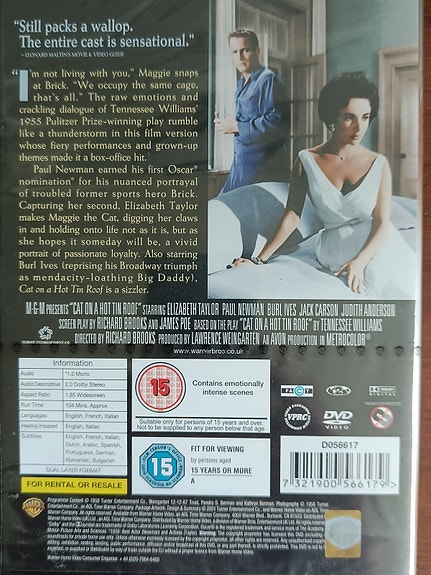 "Still packs a wallop.
The entire cast is sensational."
– LEONARD MALTIN'S MOVIE & VIDEO GUIDE
"I'm not living with you," Maggie snaps
at Brick. "We occupy the same cage,
that's all." The raw emotions and
crackling dialogue of Tennessee Williams'
1955 Pulitzer Prize-winning play rumble
like a thunderstorm in this film version
whose fiery performances and grown-up
themes made it a box-office hit.
Paul Newman earned his first Oscar®
nomination® for his nuanced portrayal
of troubled former sports hero Brick.
Capturing her second, Elizabeth Taylor
makes Maggie the Cat, digging her claws
in and holding onto life not as it is, but as
she hopes it someday will be, a vivid
portrait of passionate loyalty. Also starring
Burl Ives (reprising his Broadway triumph
as mendacity-loathing Big Daddy),
Cat on a Hot Tin Roof is a sizzler.
M-G-M PRESENTS "CAT ON A HOT TIN ROOF" STARRING ELIZABETH TAYLOR PAUL NEWMAN BURL IVES JACK CARSON JUDITH ANDERSON
SCREEN PLAY BY RICHARD BROOKS AND JAMES POE BASED ON THE PLAY "CAT ON A HOT TIN ROOF" BY TENNESSEE WILLIAMS
DIRECTED BY RICHARD BROOKS PRODUCED BY LAWRENCE WEINGARTEN AN AVON PRODUCTION IN METROCOLOR
www.warnerbros.co.uk
Information
Audio *1.0 Mono
Audio Descriptive 2.0 Dolby Stereo
Aspect Ratio 1.85 Widescreen
Run Time 104 Mins. Approx.
Languages English, French, Italian
Hearing Impaired English, Italian
Subtitles English, French, Italian,
Dutch, Arabic, Spanish,
Portuguese, German,
Romanian, Bulgarian
DUAL LAYER FORMAT
FOR RENTAL or RESALE
15
Contains emotionally
intense scenes
Suitable only for persons of 15 years and over.
Not to be supplied to any person below that age.
15
FIT FOR VIEWING
by persons aged
15 YEARS OR MORE
A
FACT
DOLBY
DIGITAL
VPRC
DVD
VIDEO
D056617
7 321900 566179
WB
Warner Home Video Consumer Enquiries